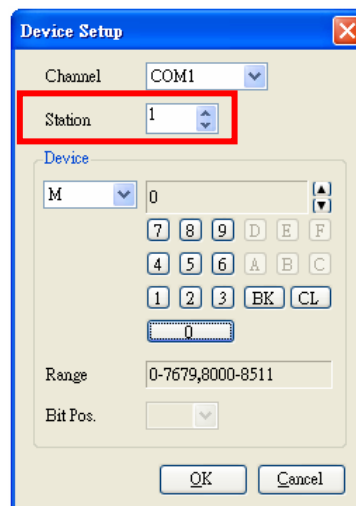 Device Setup
Channel COM1
Station 1
Device
M 0
7 8 9 D E F
4 5 6 A B C
1 2 3 BK CL
0
Range 0-7679,8000-8511
Bit Pos.
OK Cancel